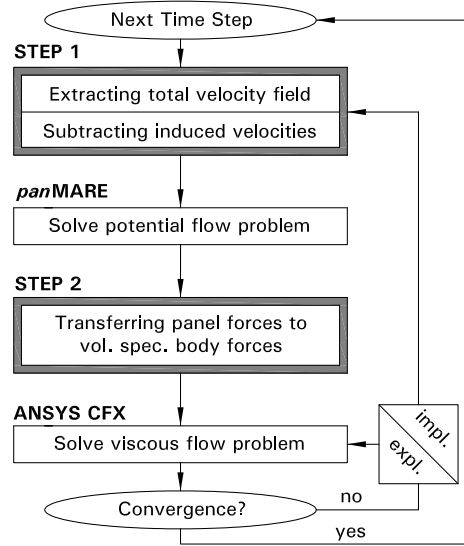 Next Time Step
STEP 1
Extracting total velocity field
Subtracting induced velocities
panMARE
Solve potential flow problem
STEP 2
Transferring panel forces to
vol. spec. body forces
ANSYS CFX
Solve viscous flow problem
impl.
expl.
Convergence?
no
yes